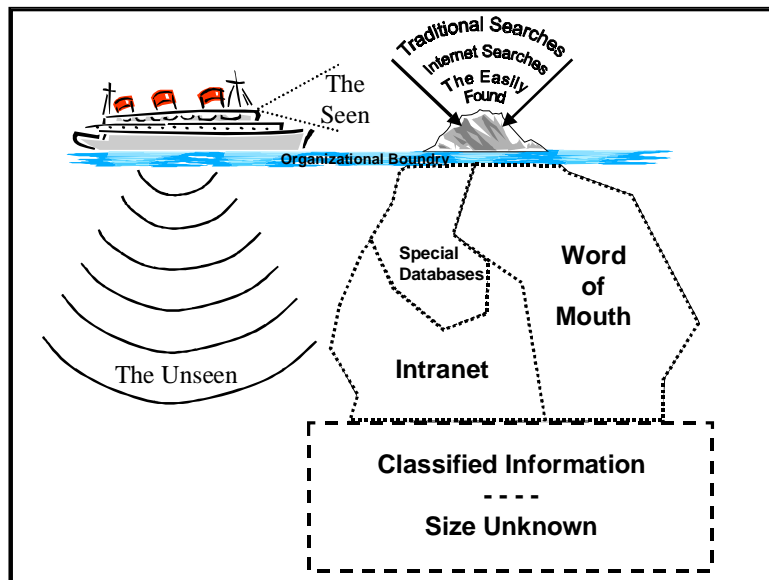 Traditional Searches
Internet Searches
The Easily
Found
The
Seen
Organizational Boundry
Special
Databases
Word
of
Mouth
The Unseen
Intranet
Classified Information
- - - -
Size Unknown